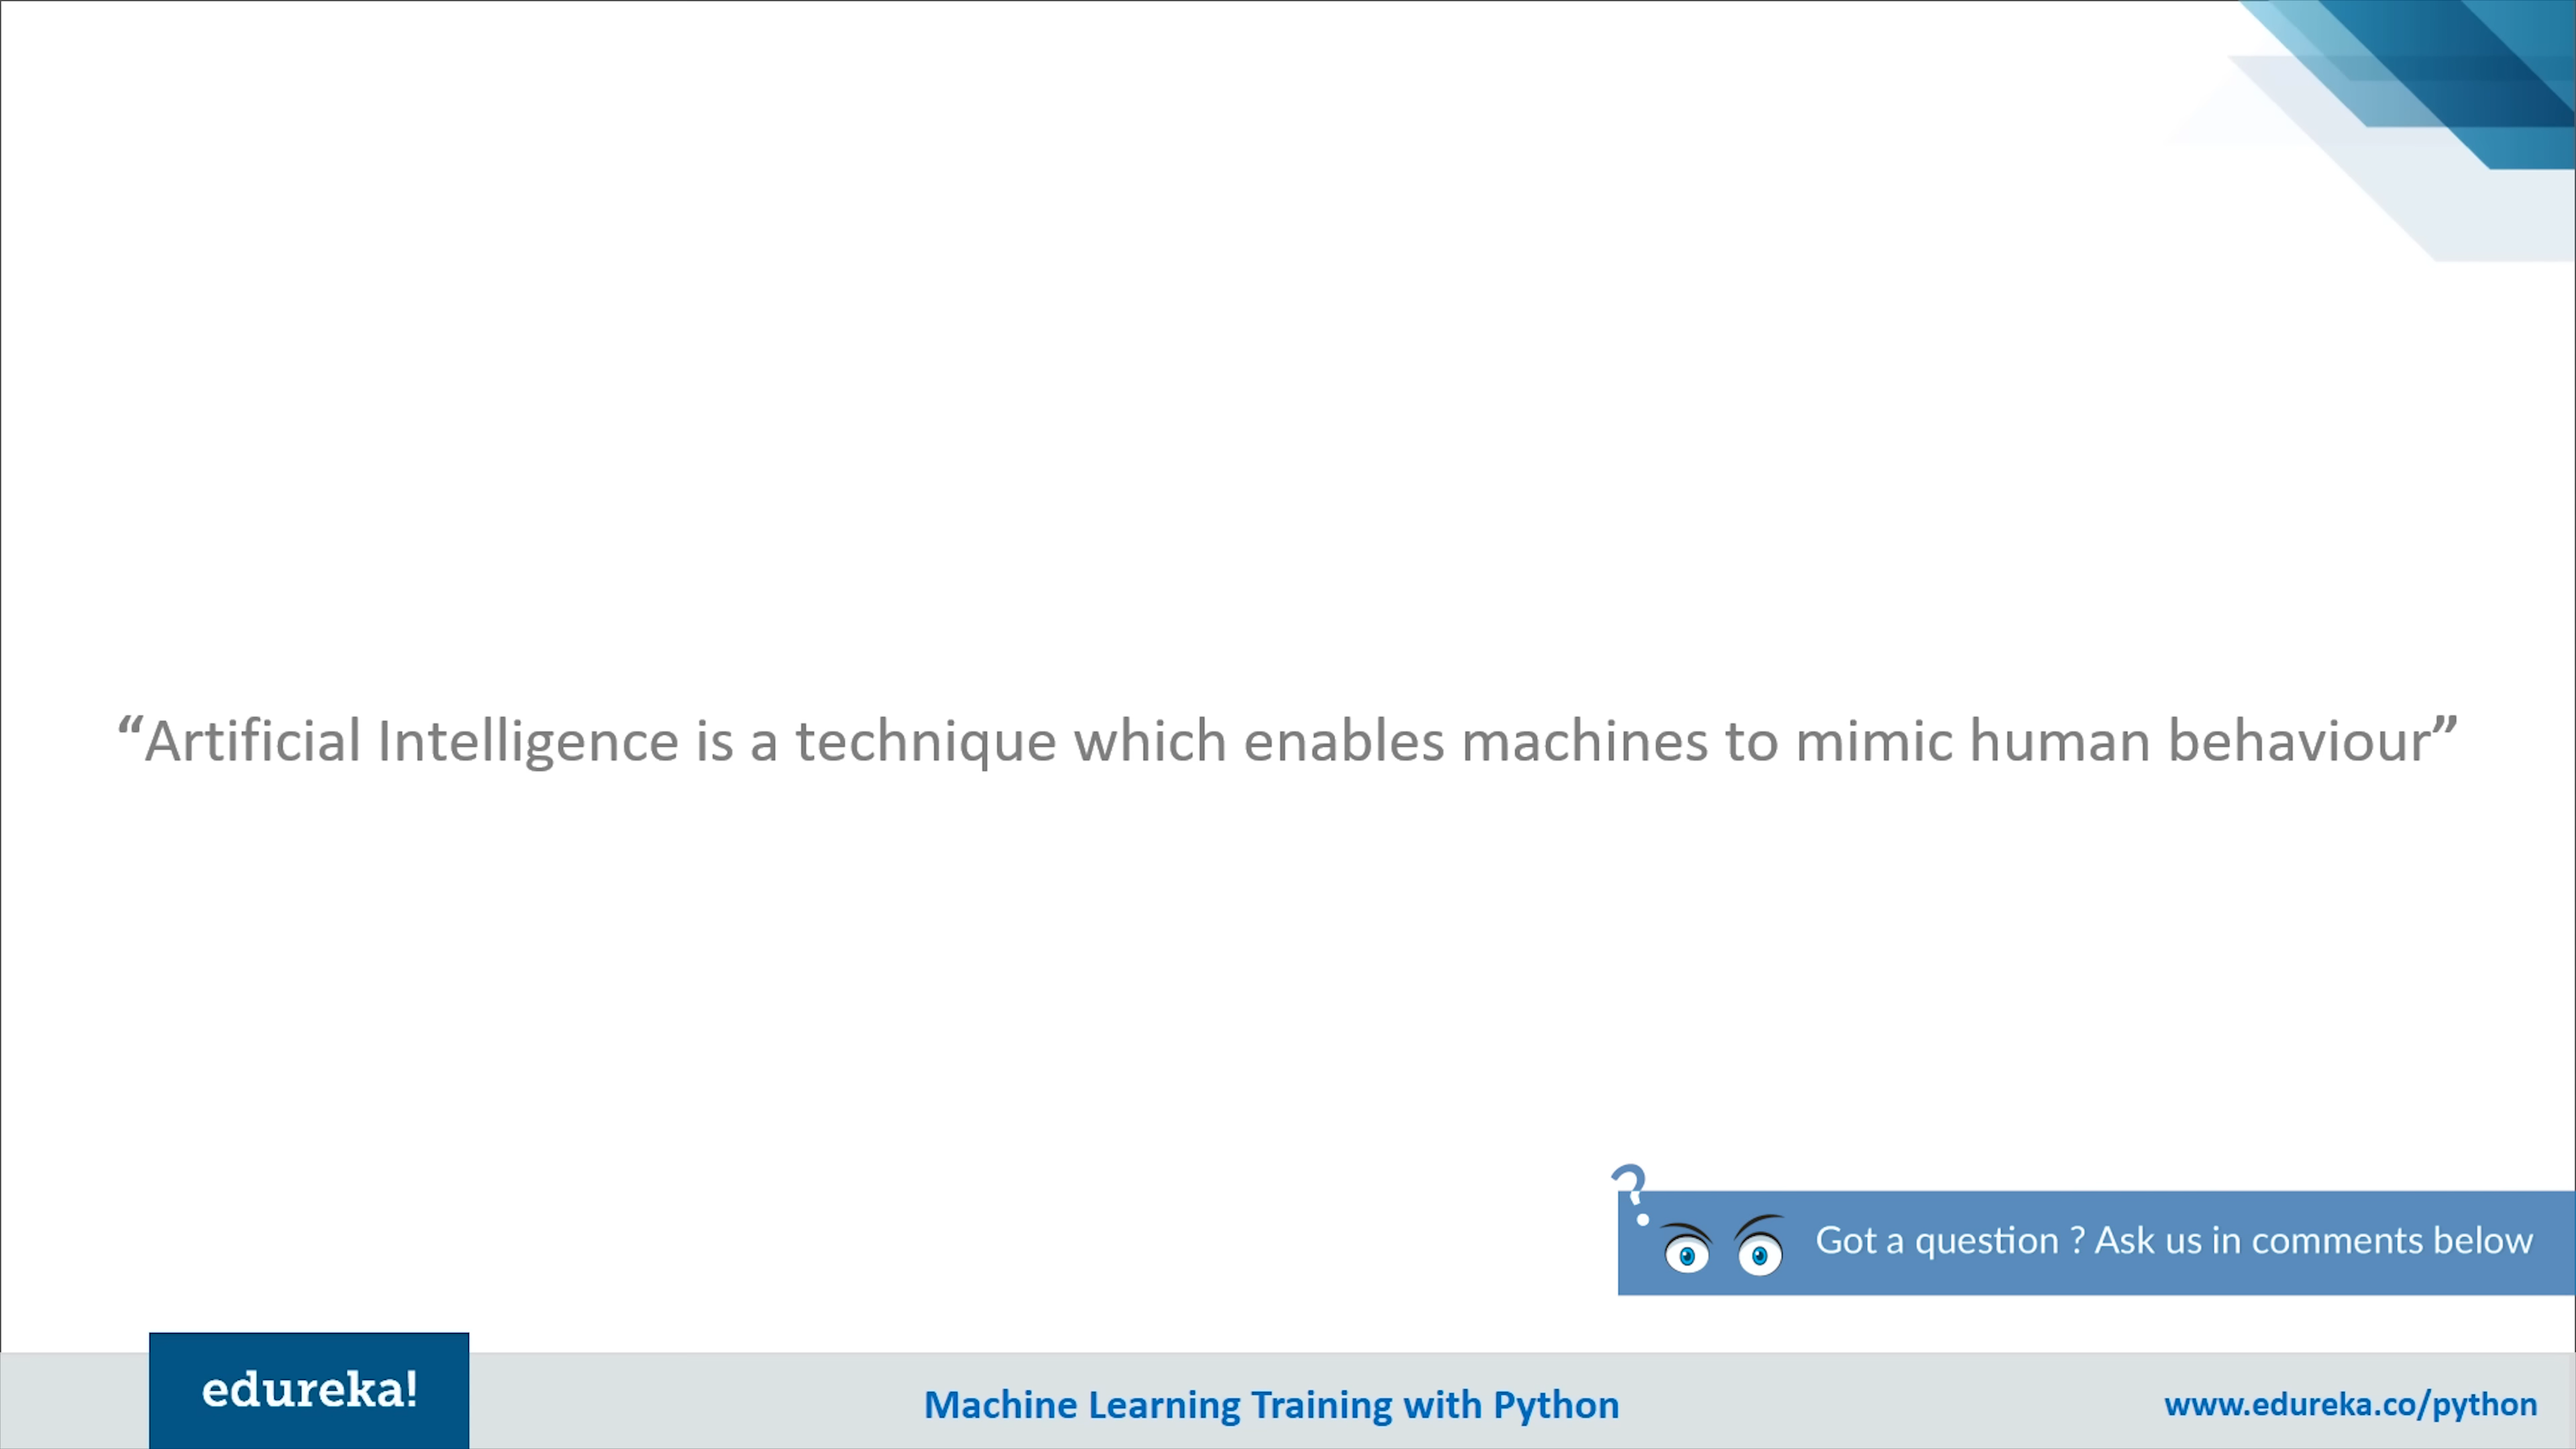 “Artificial Intelligence is a technique which enables machines to mimic human behaviour”
?
Got a question ? Ask us in comments below
edureka!
Machine Learning Training with Python
www.edureka.co/python